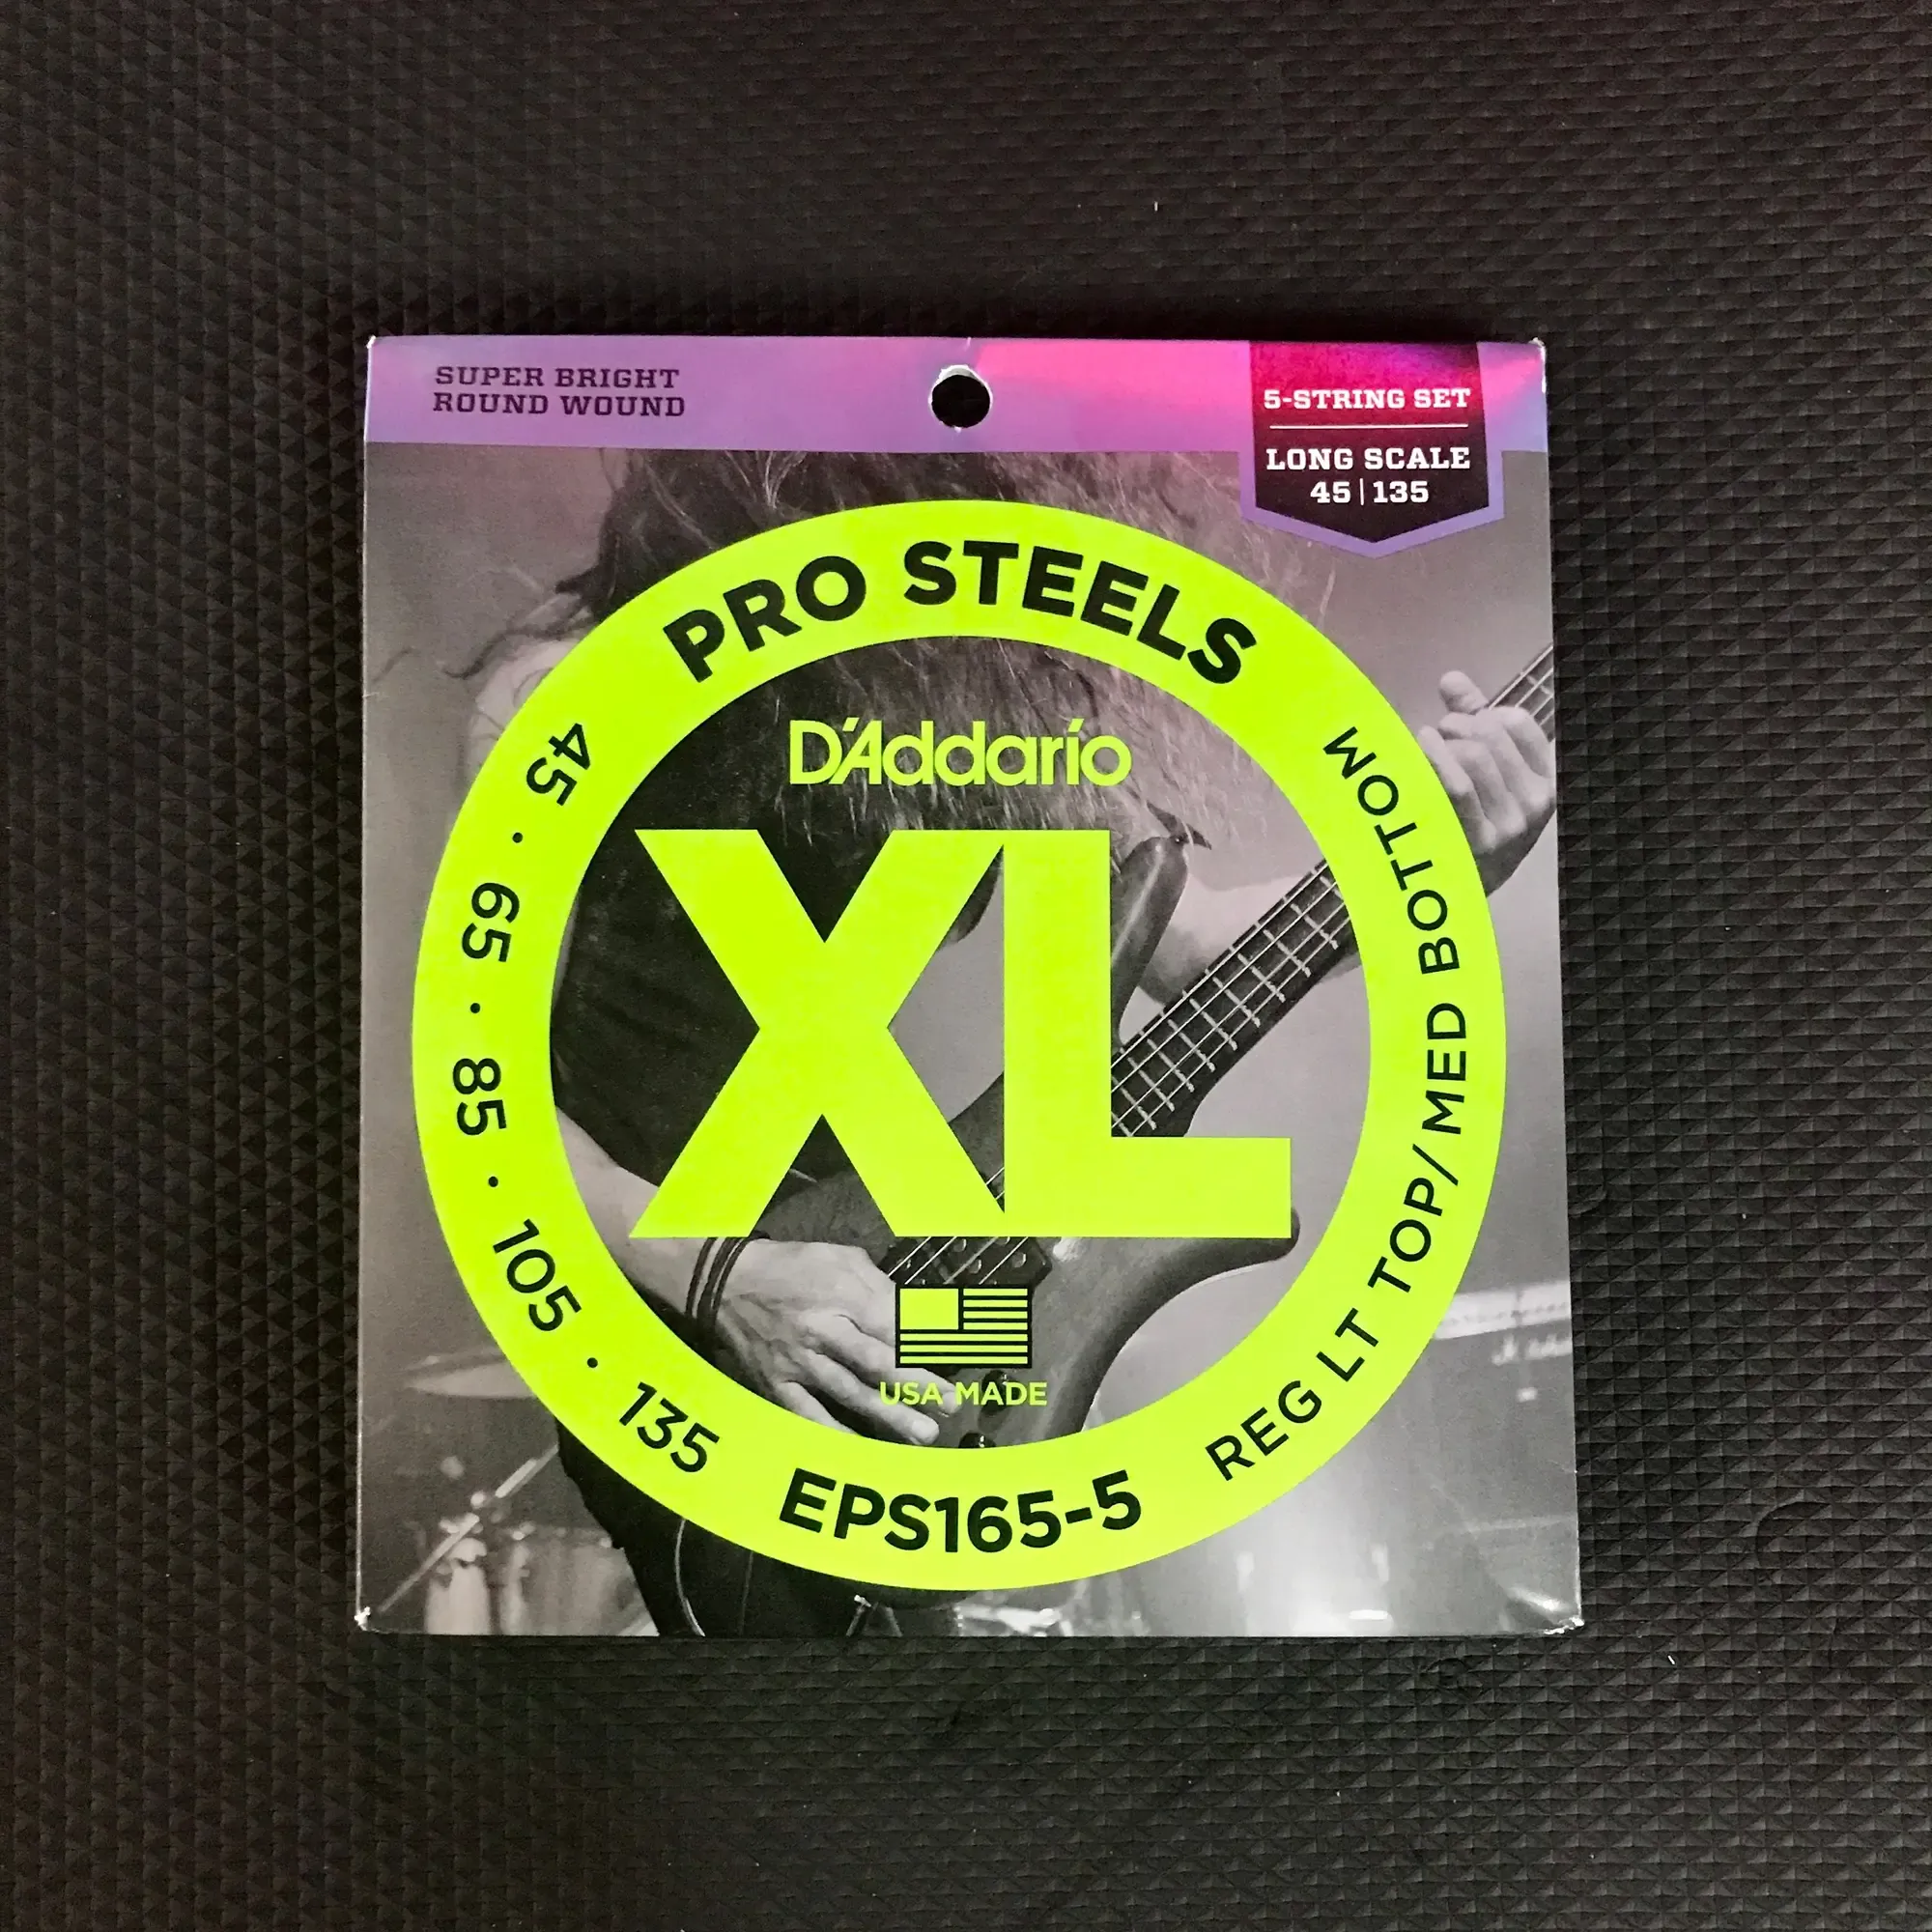 SUPER BRIGHT
ROUND WOUND
5-STRING SET
LONG SCALE
45 | 135
PRO STEELS
D'Addario
XL
USA MADE
45 · 65 · 85 · 105 · 135
EPS165-5
REG LT TOP/MED BOTTOM